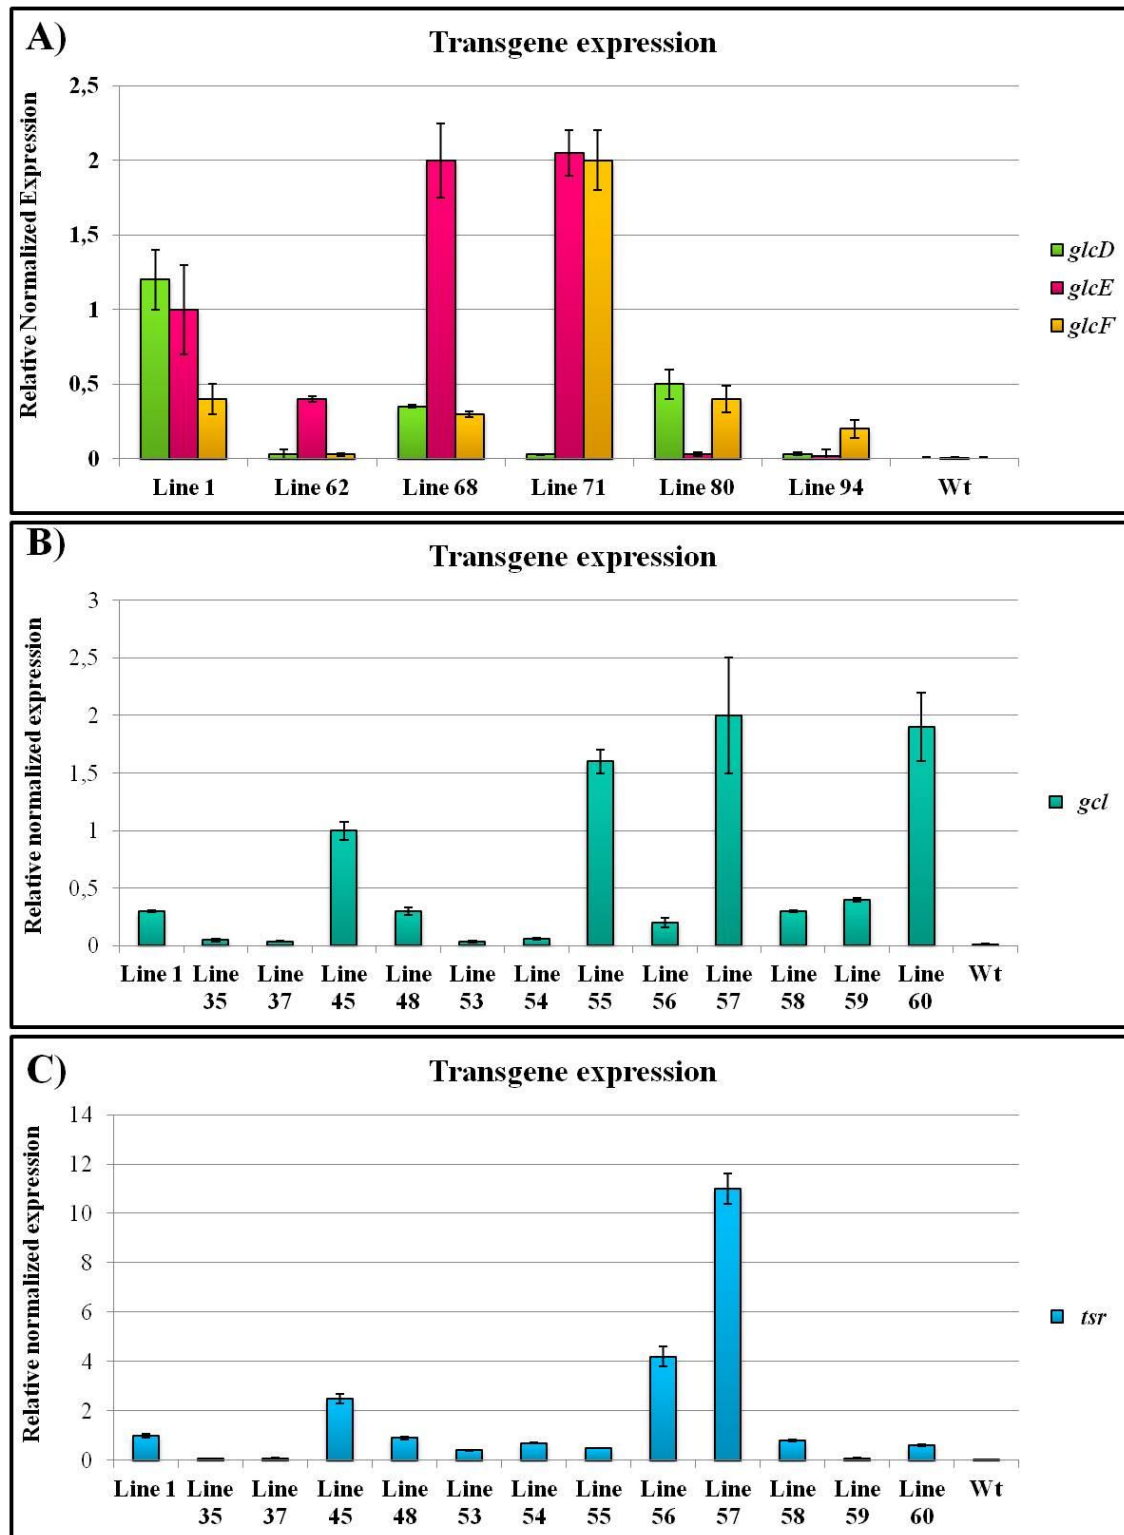 A)
Transgene expression
Relative Normalized Expression
2,5
2
1,5
1
0,5
0
Line 1 Line 62 Line 68 Line 71 Line 80 Line 94 Wt
glcD
glcE
glcF
B)
Transgene expression
Relative normalized expression
3
2,5
2
1,5
1
0,5
0
Line 1 Line Line Line Line Line Line Line Line Line Line Line Line Wt
35 37 45 48 53 54 55 56 57 58 59 60
gcl
C)
Transgene expression
Relative normalized expression
14
12
10
8
6
4
2
0
Line 1 Line Line Line Line Line Line Line Line Line Line Line Line Wt
35 37 45 48 53 54 55 56 57 58 59 60
tsr